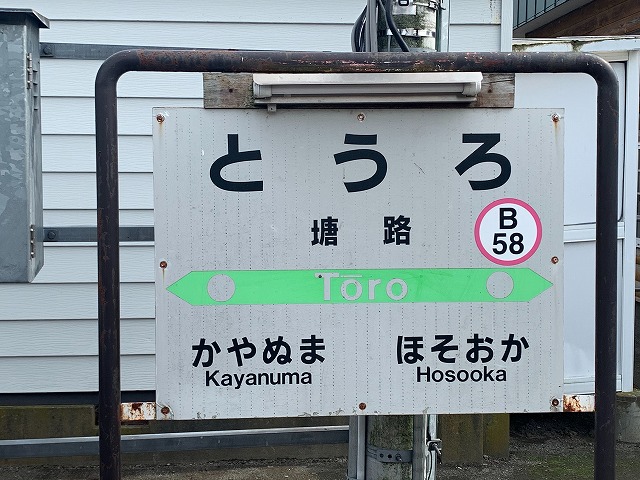 とうろ
塘路
B
58
Tōro
かやぬま
Kayanuma
ほそおか
Hosooka